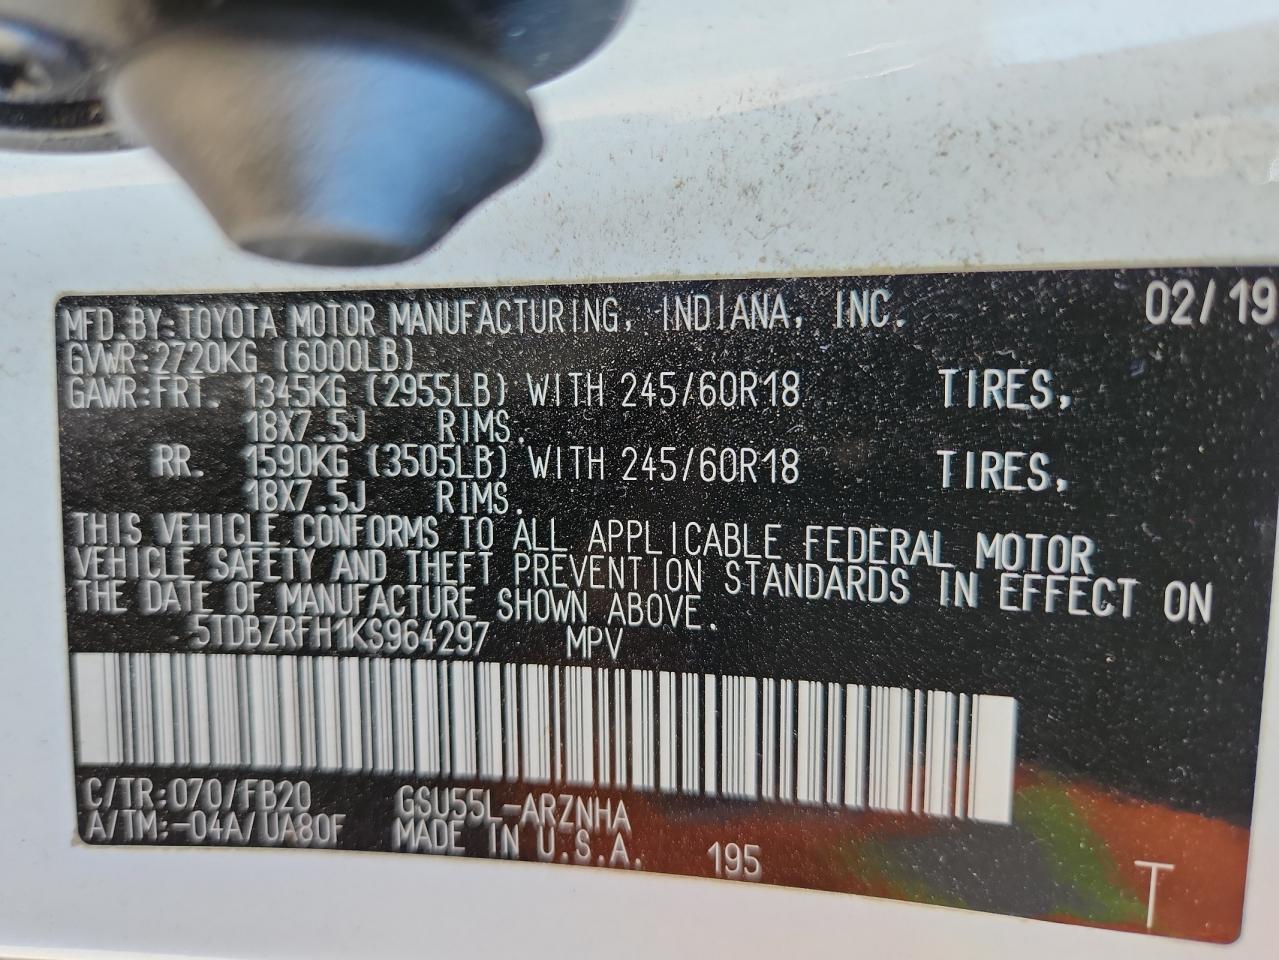 MFD.BY:TOYOTA MOTOR MANUFACTURING, INDIANA, INC. 02/19
GVWR:2720KG (6000LB)
GAWR:FRT. 1345KG (2955LB) WITH 245/60R18 TIRES,
18X7.5J RIMS.
RR. 1590KG (3505LB) WITH 245/60R18 TIRES,
18X7.5J RIMS.
THIS VEHICLE CONFORMS TO ALL APPLICABLE FEDERAL MOTOR
VEHICLE SAFETY AND THEFT PREVENTION STANDARDS IN EFFECT ON
THE DATE OF MANUFACTURE SHOWN ABOVE.
5TDBZRFH1KS964297 MPV
C/TR:070/FB20 GSU55L-ARZNHA
A/TM:-04A/UA80F MADE IN U.S.A. 195
T